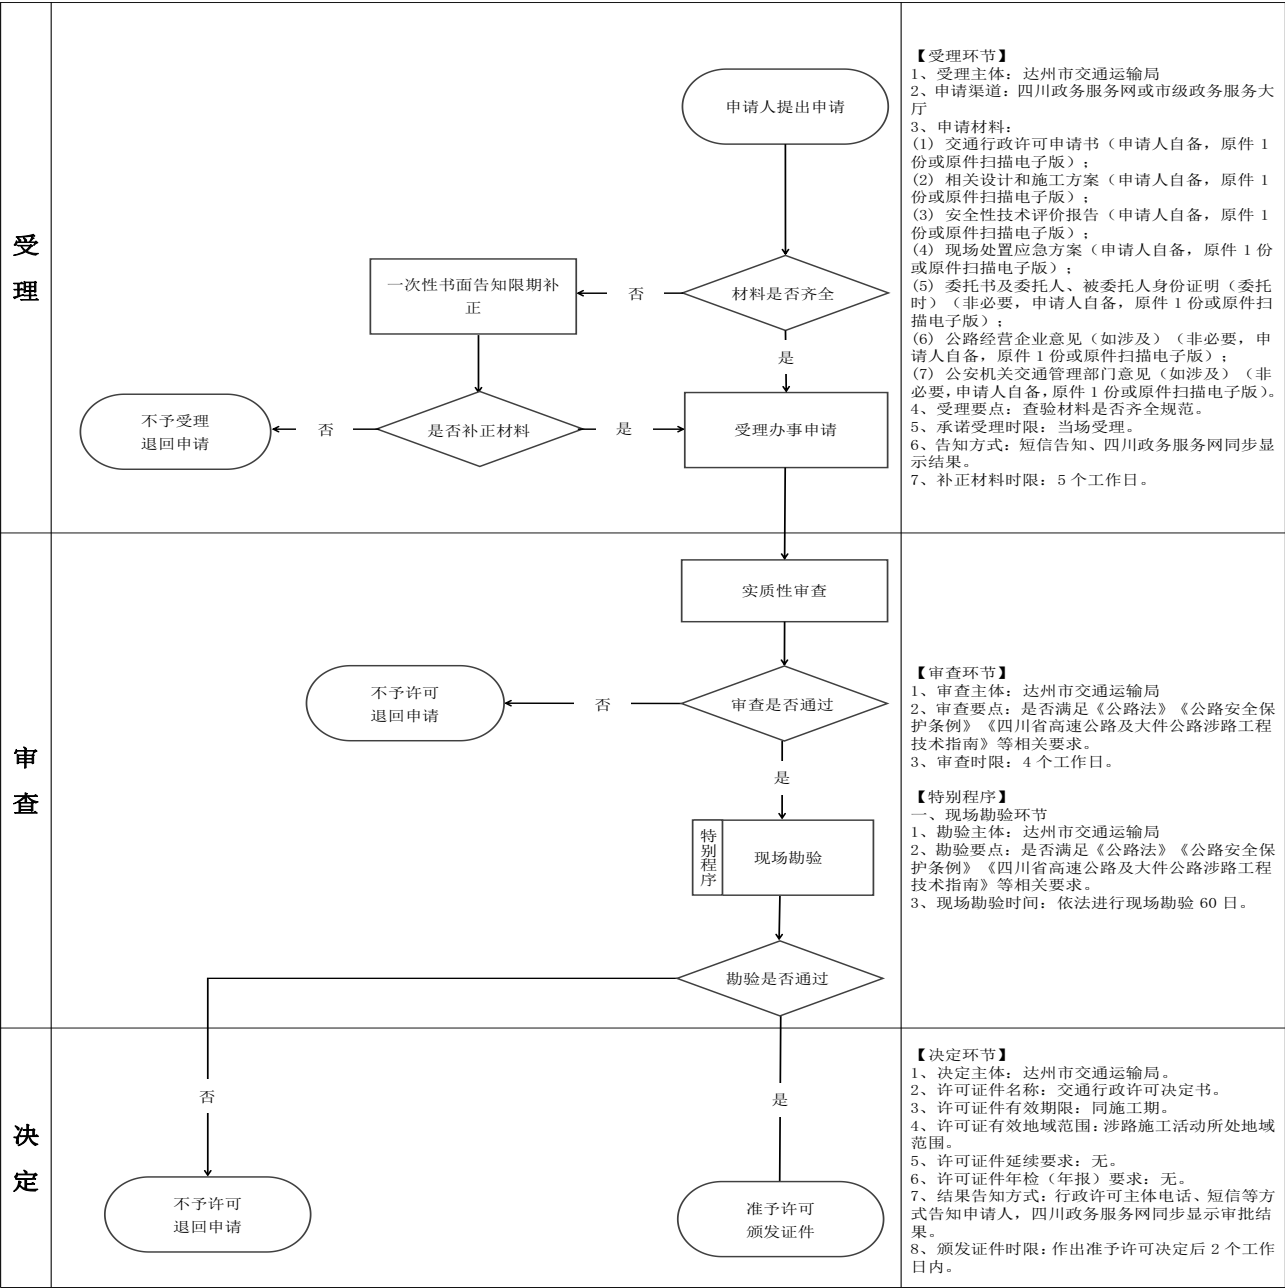 受
理
申请人提出申请
材料是否齐全
否
一次性书面告知限期补
正
是
是否补正材料
否
不予受理
退回申请
是
受理办事申请
【受理环节】
1、受理主体：达州市交通运输局
2、申请渠道：四川政务服务网或市级政务服务大
厅
3、申请材料：
(1) 交通行政许可申请书（申请人自备，原件 1
份或原件扫描电子版）；
(2) 相关设计和施工方案（申请人自备，原件 1
份或原件扫描电子版）；
(3) 安全性技术评价报告（申请人自备，原件 1
份或原件扫描电子版）；
(4) 现场处置应急方案（申请人自备，原件 1 份
或原件扫描电子版）；
(5) 委托书及委托人、被委托人身份证明（委托
时）（非必要，申请人自备，原件 1 份或原件扫
描电子版）；
(6) 公路经营企业意见（如涉及）（非必要，申
请人自备，原件 1 份或原件扫描电子版）；
(7) 公安机关交通管理部门意见（如涉及）（非
必要，申请人自备，原件 1 份或原件扫描电子版）。
4、受理要点：查验材料是否齐全规范。
5、承诺受理时限：当场受理。
6、告知方式：短信告知、四川政务服务网同步显
示结果。
7、补正材料时限：5 个工作日。
审
查
实质性审查
审查是否通过
否
不予许可
退回申请
是
特别程序
现场勘验
勘验是否通过
【审查环节】
1、审查主体：达州市交通运输局
2、审查要点：是否满足《公路法》《公路安全保
护条例》《四川省高速公路及大件公路涉路工程
技术指南》等相关要求。
3、审查时限：4 个工作日。
【特别程序】
一、现场勘验环节
1、勘验主体：达州市交通运输局
2、勘验要点：是否满足《公路法》《公路安全保
护条例》《四川省高速公路及大件公路涉路工程
技术指南》等相关要求。
3、现场勘验时间：依法进行现场勘验 60 日。
决
定
否
不予许可
退回申请
是
准予许可
颁发证件
【决定环节】
1、决定主体：达州市交通运输局。
2、许可证件名称：交通行政许可决定书。
3、许可证件有效期限：同施工期。
4、许可证有效地域范围：涉路施工活动所处地域
范围。
5、许可证件延续要求：无。
6、许可证件年检（年报）要求：无。
7、结果告知方式：行政许可主体电话、短信等方
式告知申请人，四川政务服务网同步显示审批结
果。
8、颁发证件时限：作出准予许可决定后 2 个工作
日内。